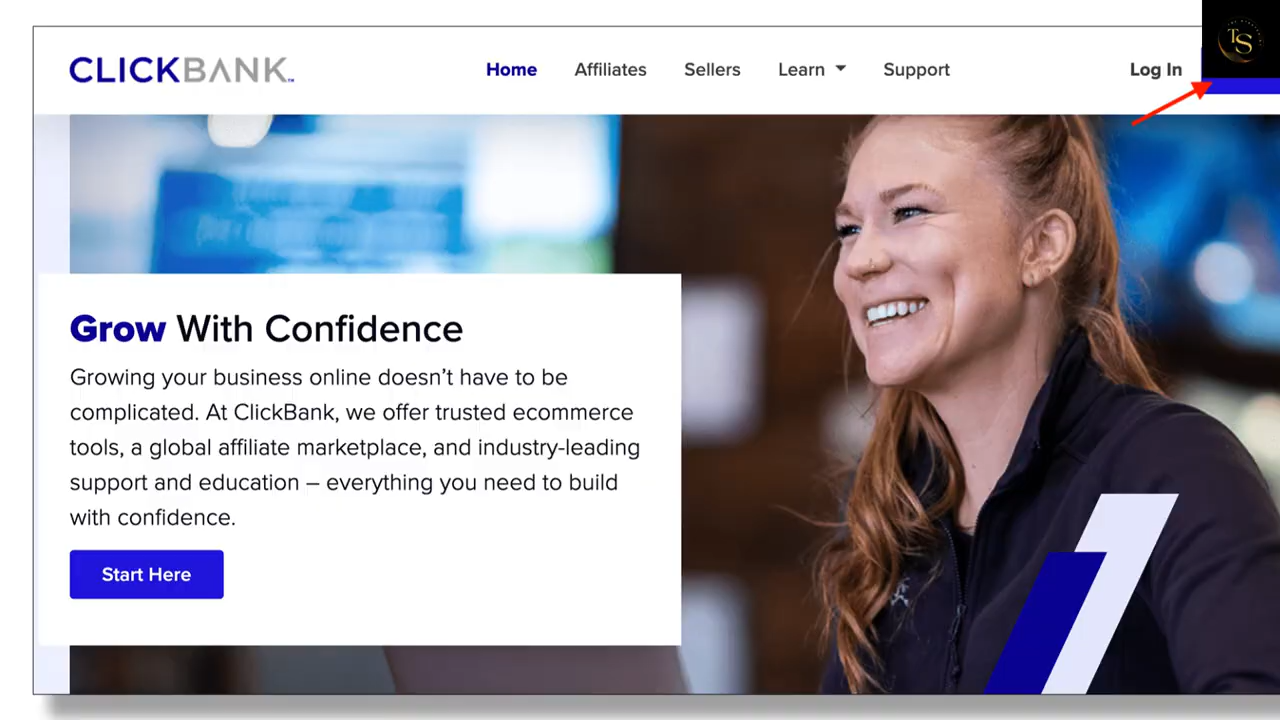 CLICKBANK™
Home
Affiliates
Sellers
Learn
Support
Log In
TS
Grow With Confidence
Growing your business online doesn’t have to be
complicated. At ClickBank, we offer trusted ecommerce
tools, a global affiliate marketplace, and industry-leading
support and education – everything you need to build
with confidence.
Start Here